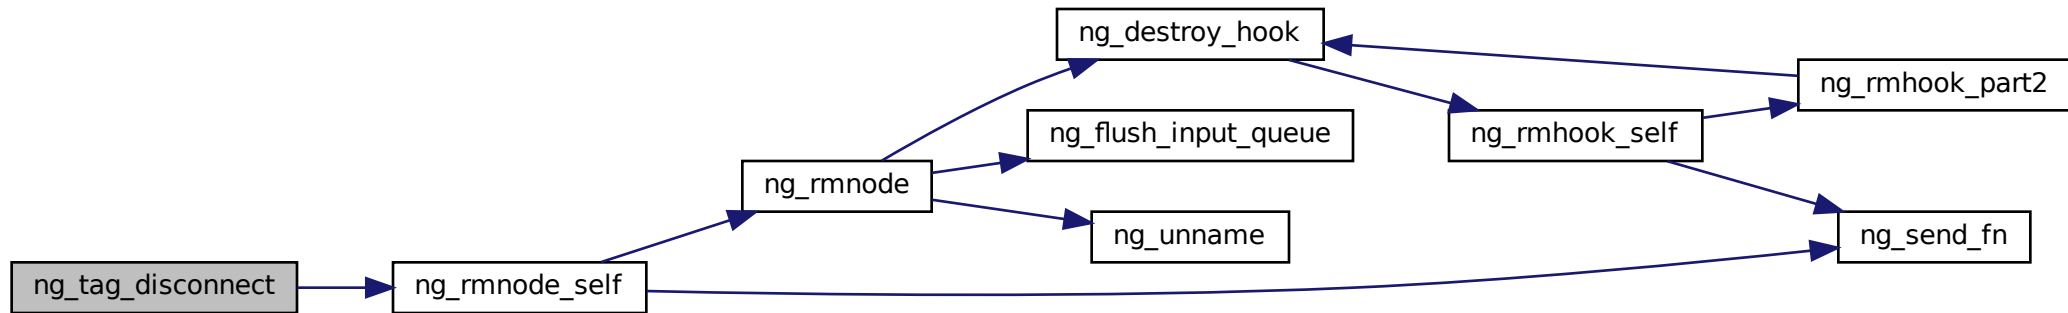 ng_destroy_hook
ng_rmhook_part2
ng_flush_input_queue
ng_rmhook_self
ng_rmnode
ng_unname
ng_send_fn
ng_tag_disconnect
ng_rmnode_self